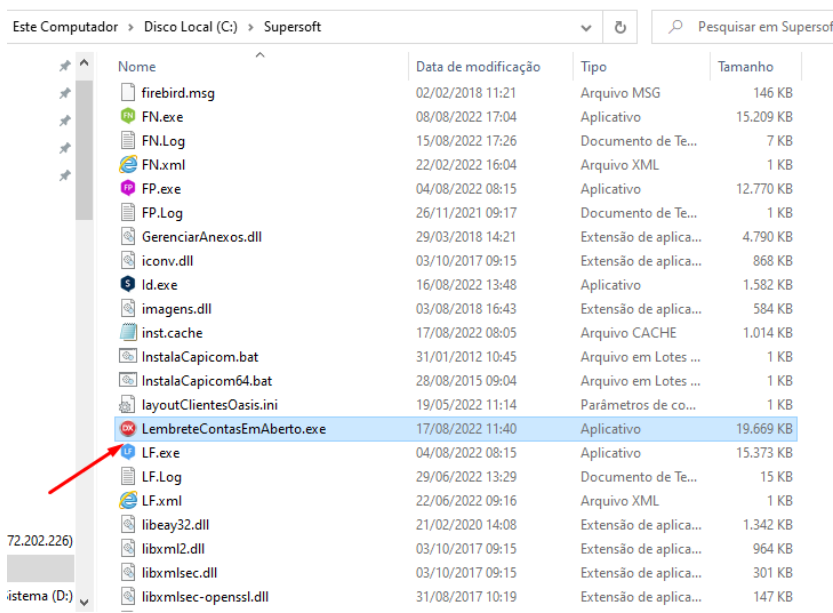 Este Computador > Disco Local (C:) > Supersoft Pesquisar em Supersof
Nome Data de modificação Tipo Tamanho
firebird.msg 02/02/2018 11:21 Arquivo MSG 146 KB
FN FN.exe 08/08/2022 17:04 Aplicativo 15.209 KB
FN.Log 15/08/2022 17:26 Documento de Te... 7 KB
FN.xml 22/02/2022 16:04 Arquivo XML 1 KB
FP FP.exe 04/08/2022 08:15 Aplicativo 12.770 KB
FP.Log 26/11/2021 09:17 Documento de Te... 1 KB
GerenciarAnexos.dll 29/03/2018 14:21 Extensão de aplica... 4.790 KB
iconv.dll 03/10/2017 09:15 Extensão de aplica... 868 KB
S Id.exe 16/08/2022 13:48 Aplicativo 1.582 KB
imagens.dll 03/08/2018 16:43 Extensão de aplica... 584 KB
inst.cache 17/08/2022 08:05 Arquivo CACHE 1.014 KB
InstalaCapicom.bat 31/01/2012 10:45 Arquivo em Lotes ... 1 KB
InstalaCapicom64.bat 28/08/2015 09:04 Arquivo em Lotes ... 1 KB
layoutClientesOasis.ini 19/05/2022 11:14 Parâmetros de co... 1 KB
DX LembreteContasEmAberto.exe 17/08/2022 11:40 Aplicativo 19.669 KB
LF LF.exe 04/08/2022 08:15 Aplicativo 15.373 KB
LF.Log 29/06/2022 13:29 Documento de Te... 15 KB
LF.xml 22/06/2022 09:16 Arquivo XML 1 KB
libeay32.dll 21/02/2020 14:08 Extensão de aplica... 1.342 KB
72.202.226) libxml2.dll 03/10/2017 09:15 Extensão de aplica... 964 KB
libxmlsec.dll 03/10/2017 09:15 Extensão de aplica... 301 KB
istema (D:) libxmlsec-openssl.dll 31/08/2017 10:19 Extensão de aplica... 147 KB